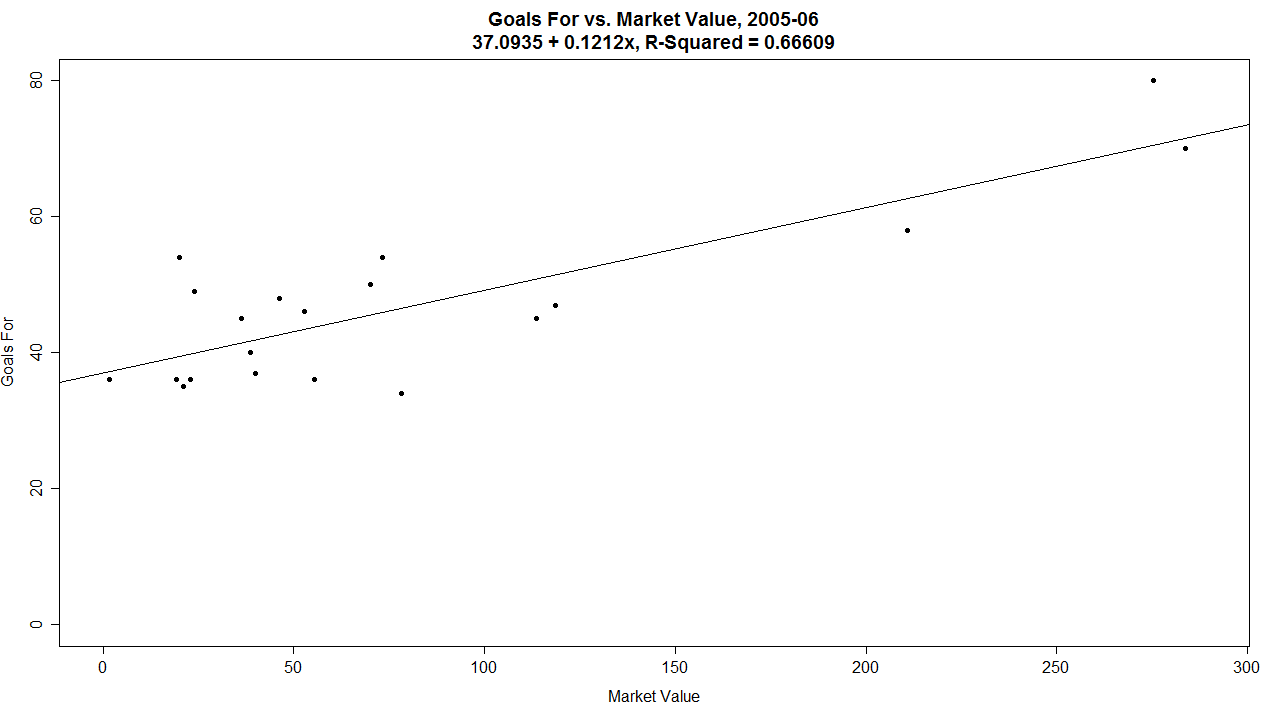 Goals For vs. Market Value, 2005-06
37.0935 + 0.1212x, R-Squared = 0.66609
Goals For
80
60
40
20
0
0 50 100 150 200 250 300
Market Value